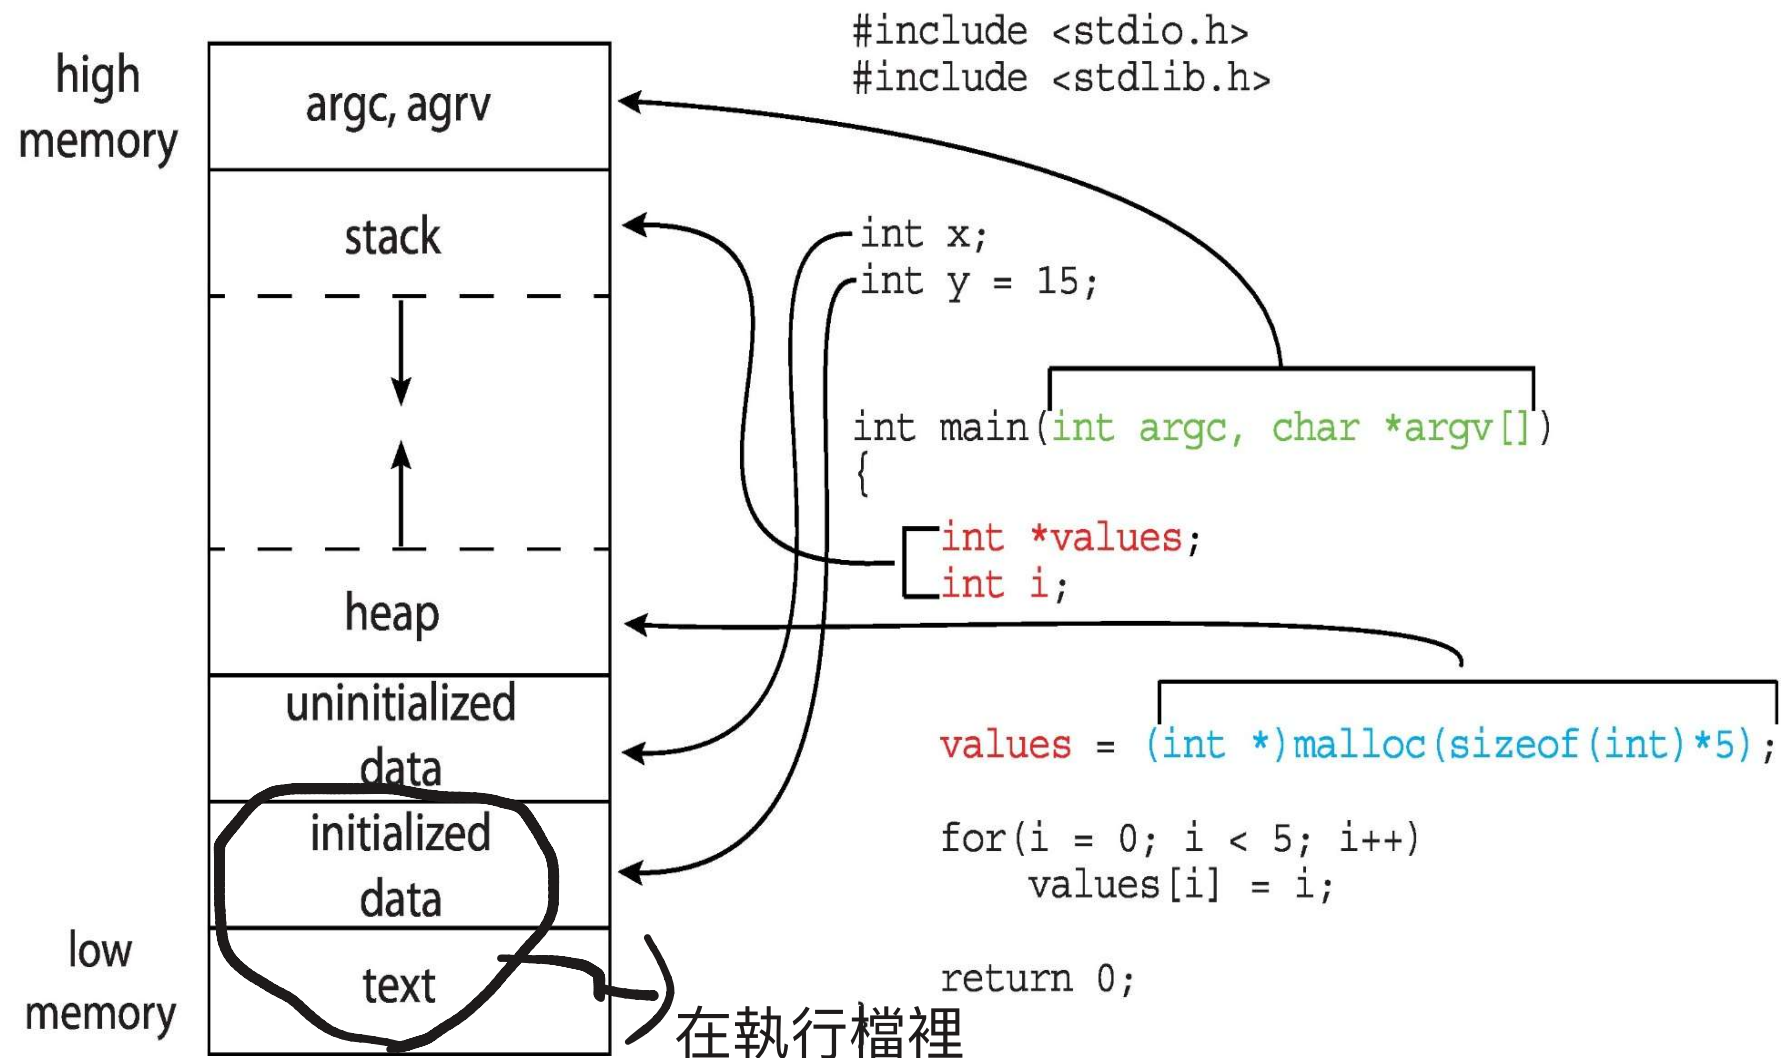 high
memory
argc, agrv
stack
heap
uninitialized
data
initialized
data
low
memory
text
在執行檔裡
#include <stdio.h>
#include <stdlib.h>
int x;
int y = 15;
int main(int argc, char *argv[])
{
int *values;
int i;
values = (int *)malloc(sizeof(int)*5);
for(i = 0; i < 5; i++)
values[i] = i;
return 0;